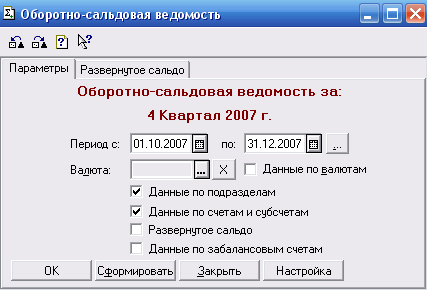 Оборотно-сальдовая ведомость
Параметры Развернутое сальдо
Оборотно-сальдовая ведомость за:
4 Квартал 2007 г.
Период с: 01.10.2007 по: 31.12.2007 ...
Валюта: ... X Данные по валютам
Данные по подразделам
Данные по счетам и субсчетам
Развернутое сальдо
Данные по забалансовым счетам
OK Сформировать Закрыть Настройка